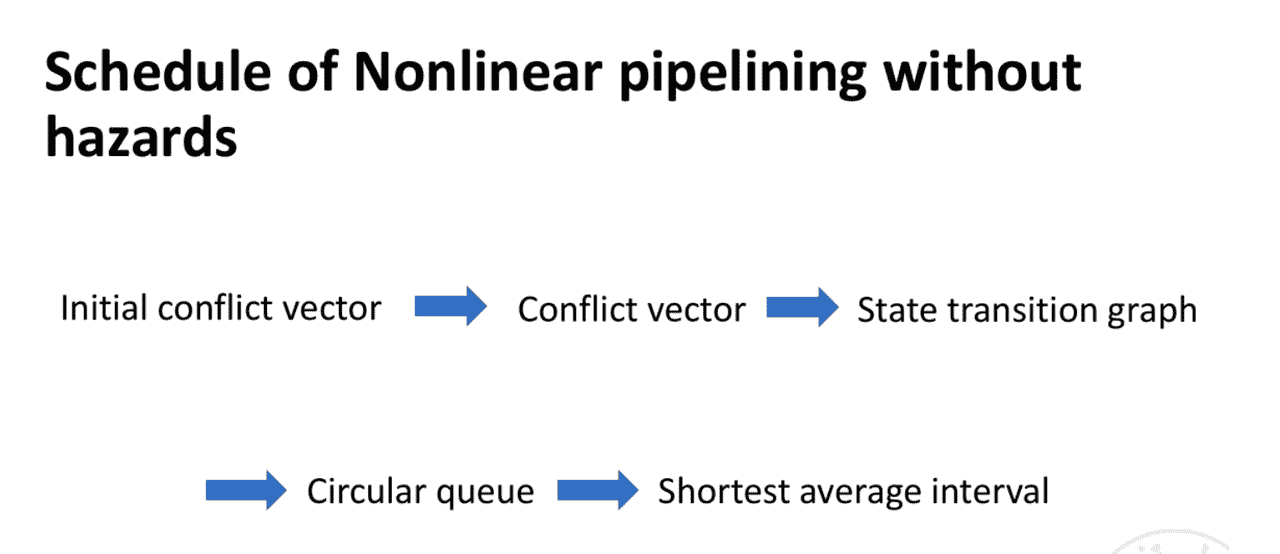 Schedule of Nonlinear pipelining without
hazards
Initial conflict vector Conflict vector State transition graph
Circular queue Shortest average interval